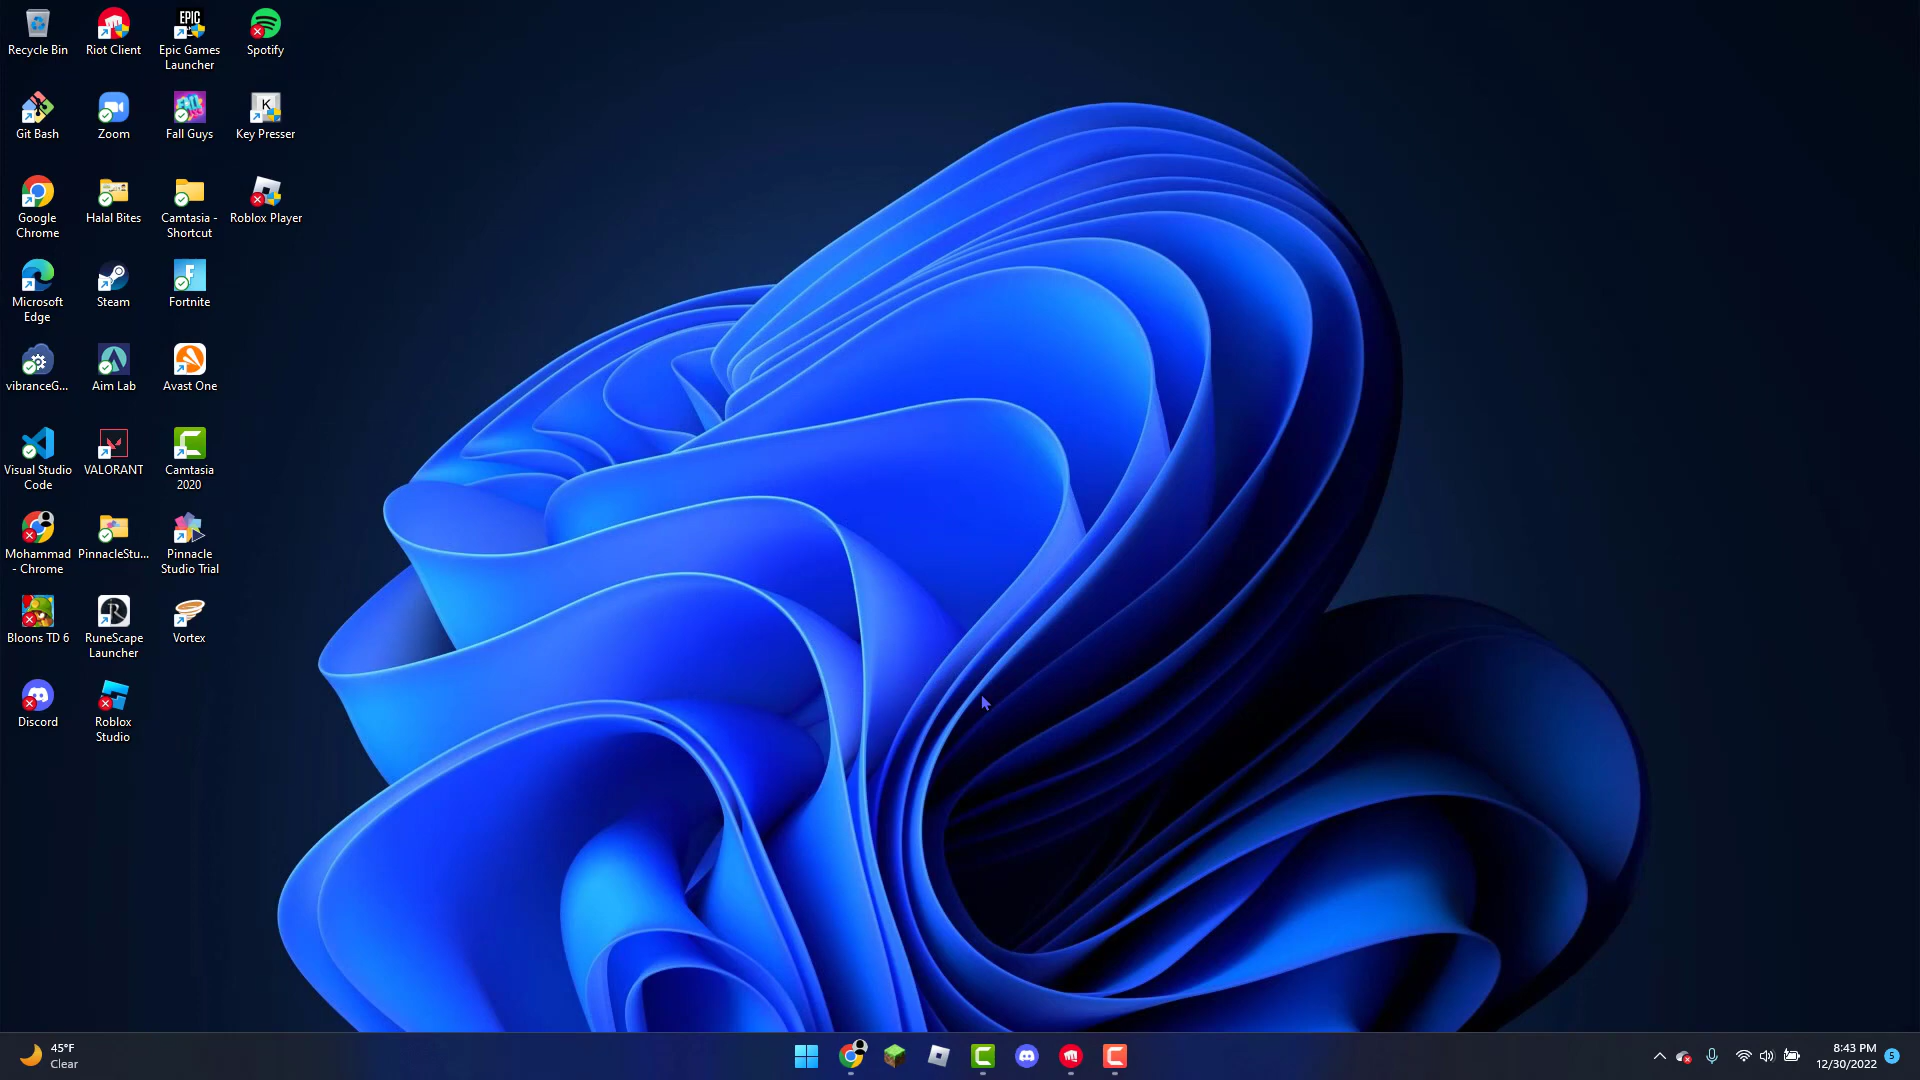 Recycle Bin
Riot Client
EPIC
GAMES
Epic Games
Launcher
Spotify
Git Bash
Zoom
Fall Guys
K
Key Presser
Google
Chrome
Halal Bites
Camtasia -
Shortcut
Roblox Player
Microsoft
Edge
Steam
Fortnite
vibranceG...
Aim Lab
Avast One
Visual Studio
Code
VALORANT
Camtasia
2020
Mohammad
- Chrome
PinnacleStu...
Pinnacle
Studio Trial
Bloons TD 6
RuneScape
Launcher
Vortex
Discord
Roblox
Studio
45°F
Clear
8:43 PM
12/30/2022
5